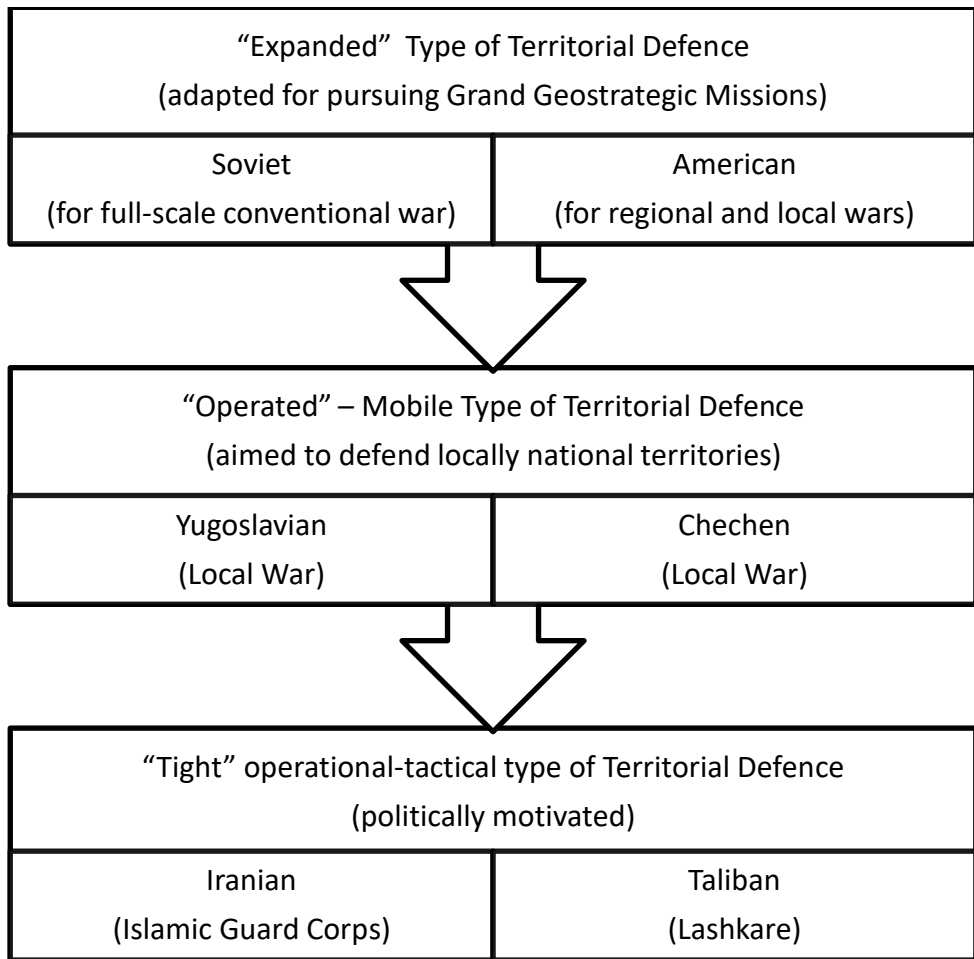 “Expanded”  Type of Territorial Defence
(adapted for pursuing Grand Geostrategic Missions)
Soviet
(for full-scale conventional war)
American
(for regional and local wars)
“Operated” – Mobile Type of Territorial Defence
(aimed to defend locally national territories)
Yugoslavian
(Local War)
Chechen
(Local War)
“Tight” operational-tactical type of Territorial Defence
(politically motivated)
Iranian
(Islamic Guard Corps)
Taliban
(Lashkare)